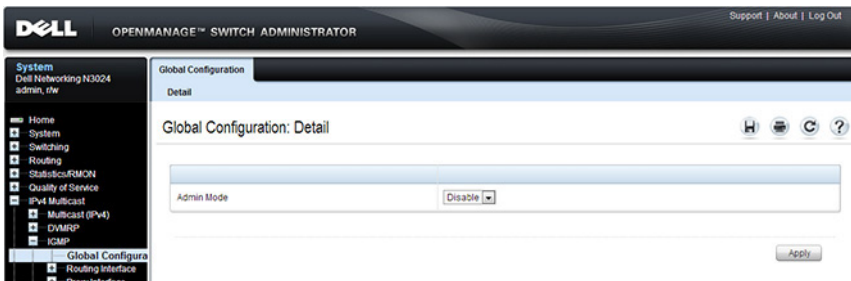 Support | About | Log Out
DELL OPENMANAGE™ SWITCH ADMINISTRATOR
System
Dell Networking N3024
admin, r/w
Home
System
Switching
Routing
Statistics/RMON
Quality of Service
IPv4 Multicast
Multicast (IPv4)
DVMRP
IGMP
Global Configura
Routing Interface
Global Configuration
Detail
Global Configuration: Detail
Admin Mode Disable
Apply